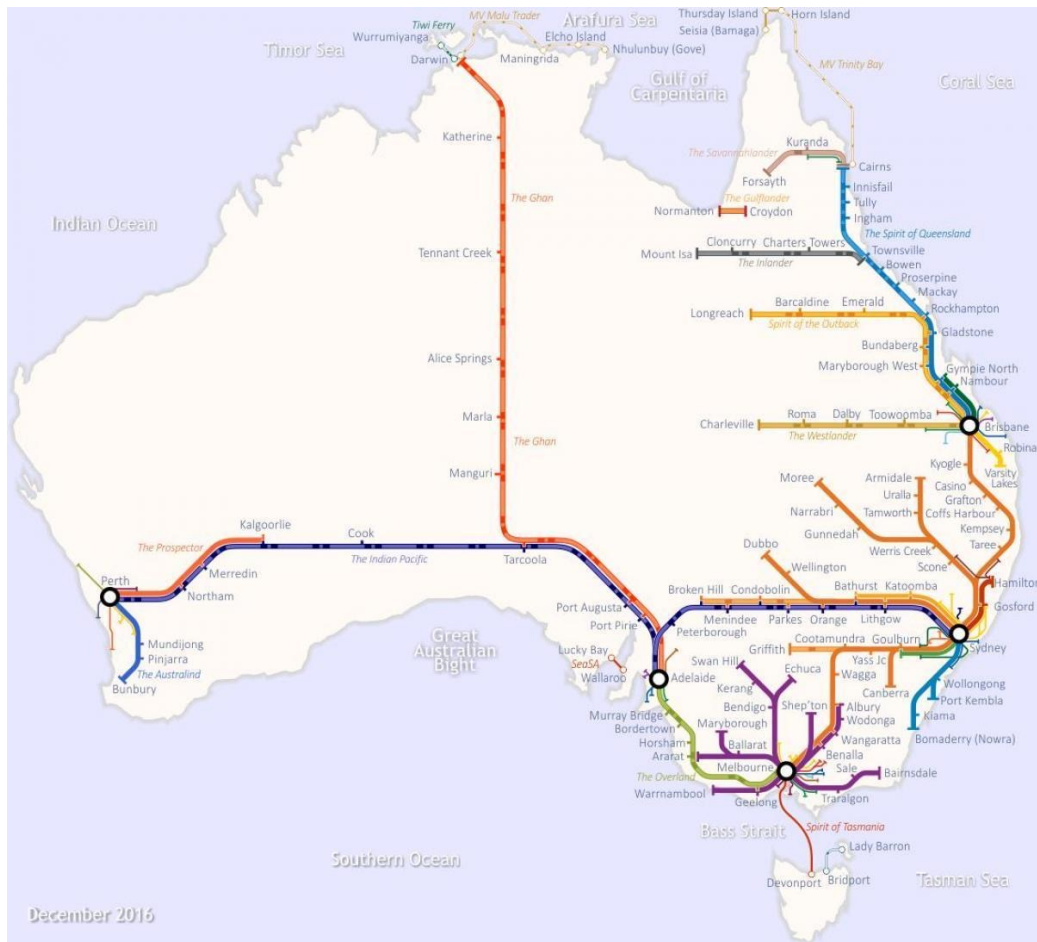 Tiwi Ferry
MV Malu Trader
Arafura Sea
Thursday Island
Horn Island
Wurrumiyanga
Elcho Island
Seisia (Bamaga)
Timor Sea
Darwin
Maningrida
Nhulunbuy (Gove)
MV Trinity Bay
Gulf of
Carpentaria
Coral Sea
Katherine
Kuranda
The Savannahlander
Cairns
Forsayth
Innisfail
The Ghan
The Gulflander
Tully
Normanton
Croydon
Ingham
Indian Ocean
The Spirit of Queensland
Tennant Creek
Mount Isa
Cloncurry
Charters Towers
The Inlander
Townsville
Bowen
Proserpine
Mackay
Longreach
Barcaldine
Emerald
Spirit of the Outback
Rockhampton
Gladstone
Alice Springs
Bundaberg
Maryborough West
Gympie North
Nambour
Marla
Charleville
Roma
Dalby
Toowoomba
The Westlander
Brisbane
Robina
The Ghan
Manguri
Kyogle
Varsity
Lakes
Moree
Armidale
Casino
Uralla
Grafton
Narrabri
Tamworth
Coffs Harbour
Kalgoorlie
Gunnedah
Kempsey
Cook
Dubbo
Werris Creek
Taree
The Prospector
The Indian Pacific
Tarcoola
Wellington
Scone
Perth
Merredin
Broken Hill
Condobolin
Bathurst
Katoomba
Hamilton
Northam
Port Augusta
Menindee
Parkes
Orange
Lithgow
Gosford
Port Pirie
Peterborough
Cootamundra
Goulburn
Sydney
Mundijong
Great
Australian
Bight
Lucky Bay
SeaSA
Wallaroo
Griffith
Yass Jc
Pinjarra
Adelaide
Swan Hill
Echuca
Wagga
The Australind
Kerang
Canberra
Wollongong
Bunbury
Bendigo
Shep'ton
Albury
Port Kembla
Murray Bridge
Maryborough
Wodonga
Kiama
Bordertown
Wangaratta
Bomaderry (Nowra)
Horsham
Ballarat
Benalla
Ararat
Melbourne
Sale
Bairnsdale
The Overland
Warrnambool
Geelong
Traralgon
Bass Strait
Spirit of Tasmania
Lady Barron
Southern Ocean
Devonport
Bridport
Tasman Sea
December 2016